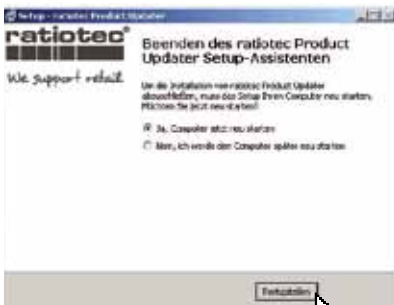 Setup - ratiotec Product Updater
ratiotec®
We support retail
Beenden des ratiotec Product
Updater Setup-Assistenten
Um die Installation von ratiotec Product Updater
abzuschließen, muss das Setup Ihren Computer neu starten.
Möchten Sie jetzt neu starten?
Ja, Computer jetzt neu starten
Nein, ich werde den Computer später neu starten
Fertigstellen